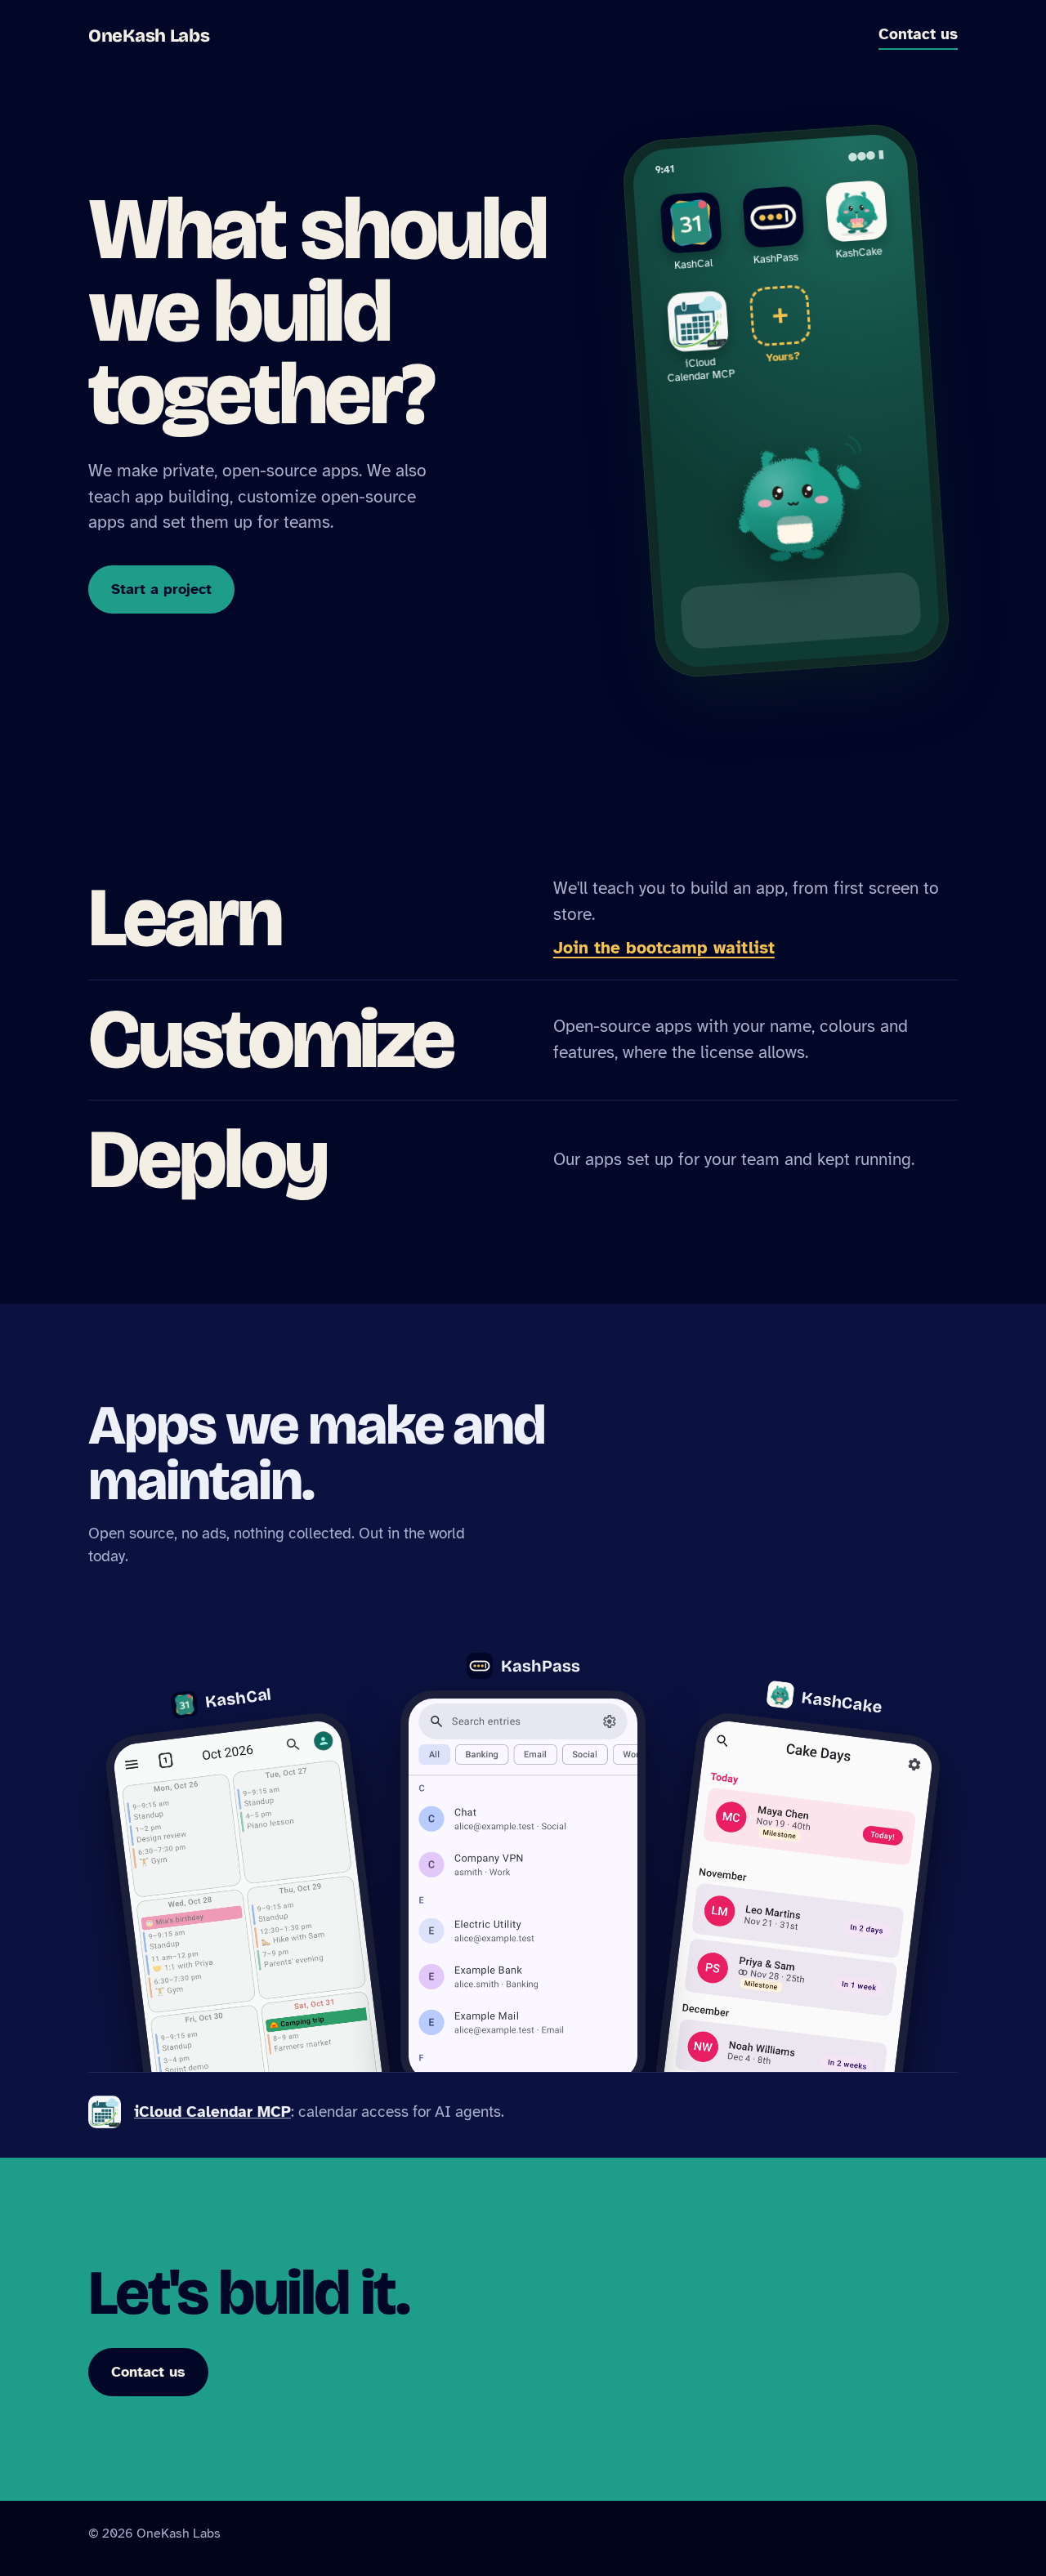 OneKash Labs
Contact us
What should
we build
together?
We make private, open-source apps. We also
teach app building, customize open-source
apps and set them up for teams.
Start a project
9:41
31
KashCal
KashPass
KashCake
iCloud
Calendar MCP
+
Yours?
Learn
We'll teach you to build an app, from first screen to
store.
Join the bootcamp waitlist
Customize
Open-source apps with your name, colours and
features, where the license allows.
Deploy
Our apps set up for your team and kept running.
Apps we make and
maintain.
Open source, no ads, nothing collected. Out in the world
today.
31
KashCal
1
Oct 2026
Mon, Oct 26
9–9:15 am
Standup
1–2 pm
Design review
6:30–7:30 pm
🏋 Gym
Tue, Oct 27
9–9:15 am
Standup
4–5 pm
Piano lesson
Wed, Oct 28
Mia's birthday
9–9:15 am
Standup
11 am–12 pm
1:1 with Priya
6:30–7:30 pm
Gym
Thu, Oct 29
9–9:15 am
Standup
12:30–1:30 pm
Hike with Sam
7–9 pm
Parents' evening
Fri, Oct 30
9–9:15 am
Standup
3–4 pm
Sprint demo
Sat, Oct 31
Camping trip
8–9 am
Farmers market
KashPass
Search entries
All
Banking
Email
Social
Wor
C
C
Chat
alice@example.test · Social
C
Company VPN
asmith · Work
E
E
Electric Utility
alice@example.test
E
Example Bank
alice.smith · Banking
E
Example Mail
alice@example.test · Email
F
KashCake
Cake Days
Today
MC
Maya Chen
Nov 19 · 40th
Milestone
Today!
November
LM
Leo Martins
Nov 21 · 31st
In 2 days
PS
Priya & Sam
Nov 28 · 25th
Milestone
In 1 week
December
NW
Noah Williams
Dec 4 · 8th
In 2 weeks
iCloud Calendar MCP: calendar access for AI agents.
Let's build it.
Contact us
© 2026 OneKash Labs